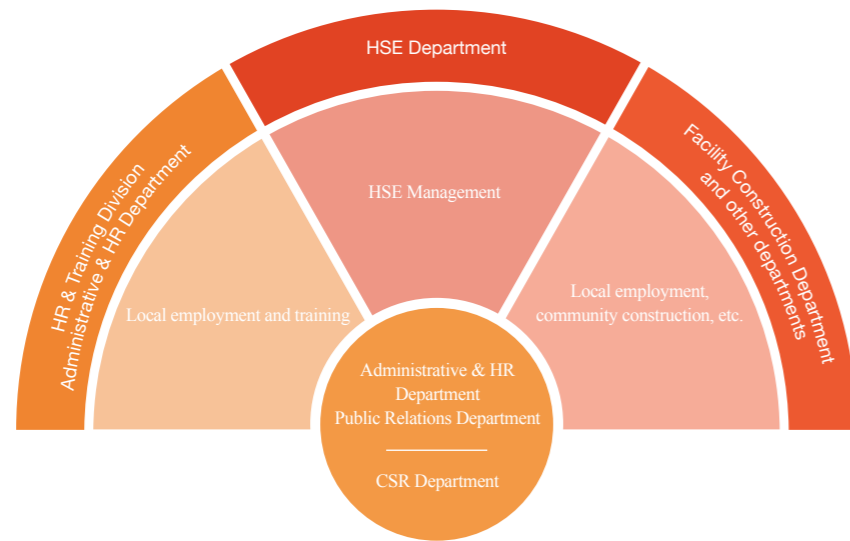 HSE Department
HR & Training Division
Administrative & HR Department
Facility Construction Department
and other departments
HSE Management
Local employment and training
Local employment,
community construction, etc.
Administrative & HR
Department
Public Relations Department
CSR Department